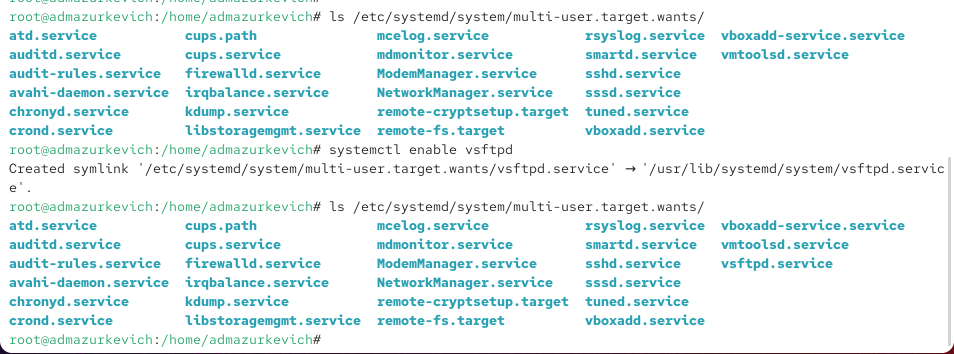 root@admazurkevich:/home/admazurkevich# ls /etc/systemd/system/multi-user.target.wants/
atd.service cups.path mcelog.service rsyslog.service vboxadd-service.service
auditd.service cups.service mdmonitor.service smartd.service vmtoolsd.service
audit-rules.service firewalld.service ModemManager.service sshd.service
avahi-daemon.service irqbalance.service NetworkManager.service sssd.service
chronyd.service kdump.service remote-cryptsetup.target tuned.service
crond.service libstoragemgmt.service remote-fs.target vboxadd.service
root@admazurkevich:/home/admazurkevich# systemctl enable vsftpd
Created symlink '/etc/systemd/system/multi-user.target.wants/vsftpd.service' → '/usr/lib/systemd/system/vsftpd.servic
e'.
root@admazurkevich:/home/admazurkevich# ls /etc/systemd/system/multi-user.target.wants/
atd.service cups.path mcelog.service rsyslog.service vboxadd-service.service
auditd.service cups.service mdmonitor.service smartd.service vmtoolsd.service
audit-rules.service firewalld.service ModemManager.service sshd.service vsftpd.service
avahi-daemon.service irqbalance.service NetworkManager.service sssd.service
chronyd.service kdump.service remote-cryptsetup.target tuned.service
crond.service libstoragemgmt.service remote-fs.target vboxadd.service
root@admazurkevich:/home/admazurkevich#